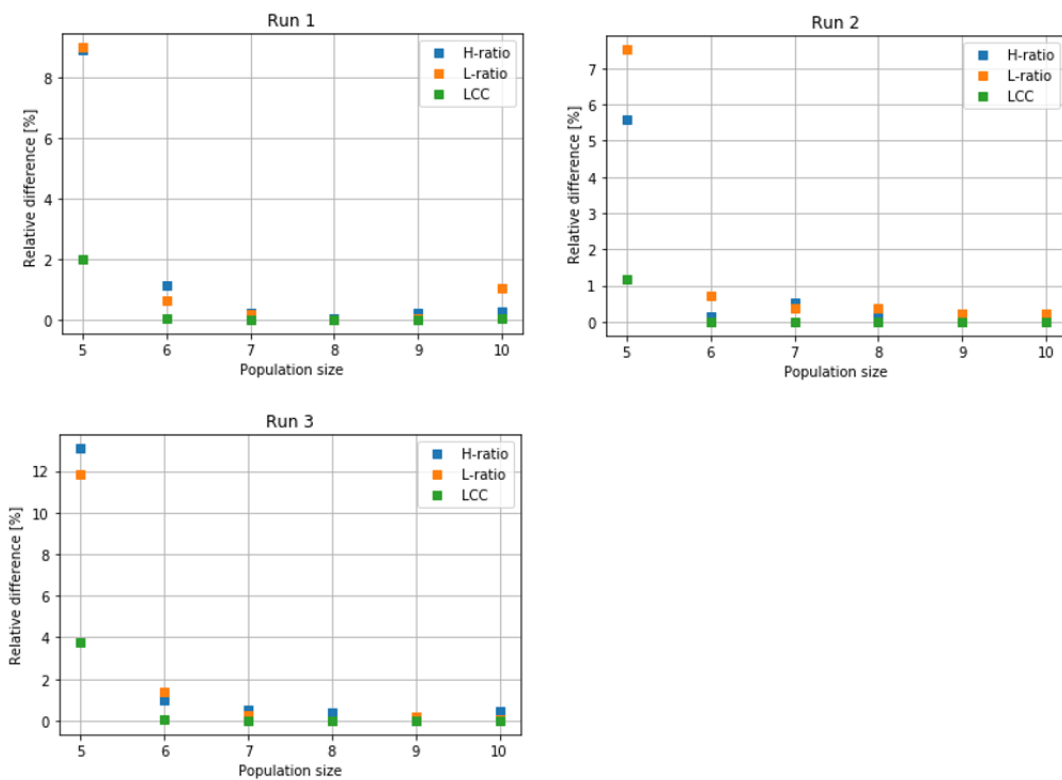 Run 1
H-ratio
L-ratio
LCC
Relative difference [%]
8
6
4
2
0
5 6 7 8 9 10
Population size
Run 2
H-ratio
L-ratio
LCC
Relative difference [%]
7
6
5
4
3
2
1
0
5 6 7 8 9 10
Population size
Run 3
H-ratio
L-ratio
LCC
Relative difference [%]
12
10
8
6
4
2
0
5 6 7 8 9 10
Population size